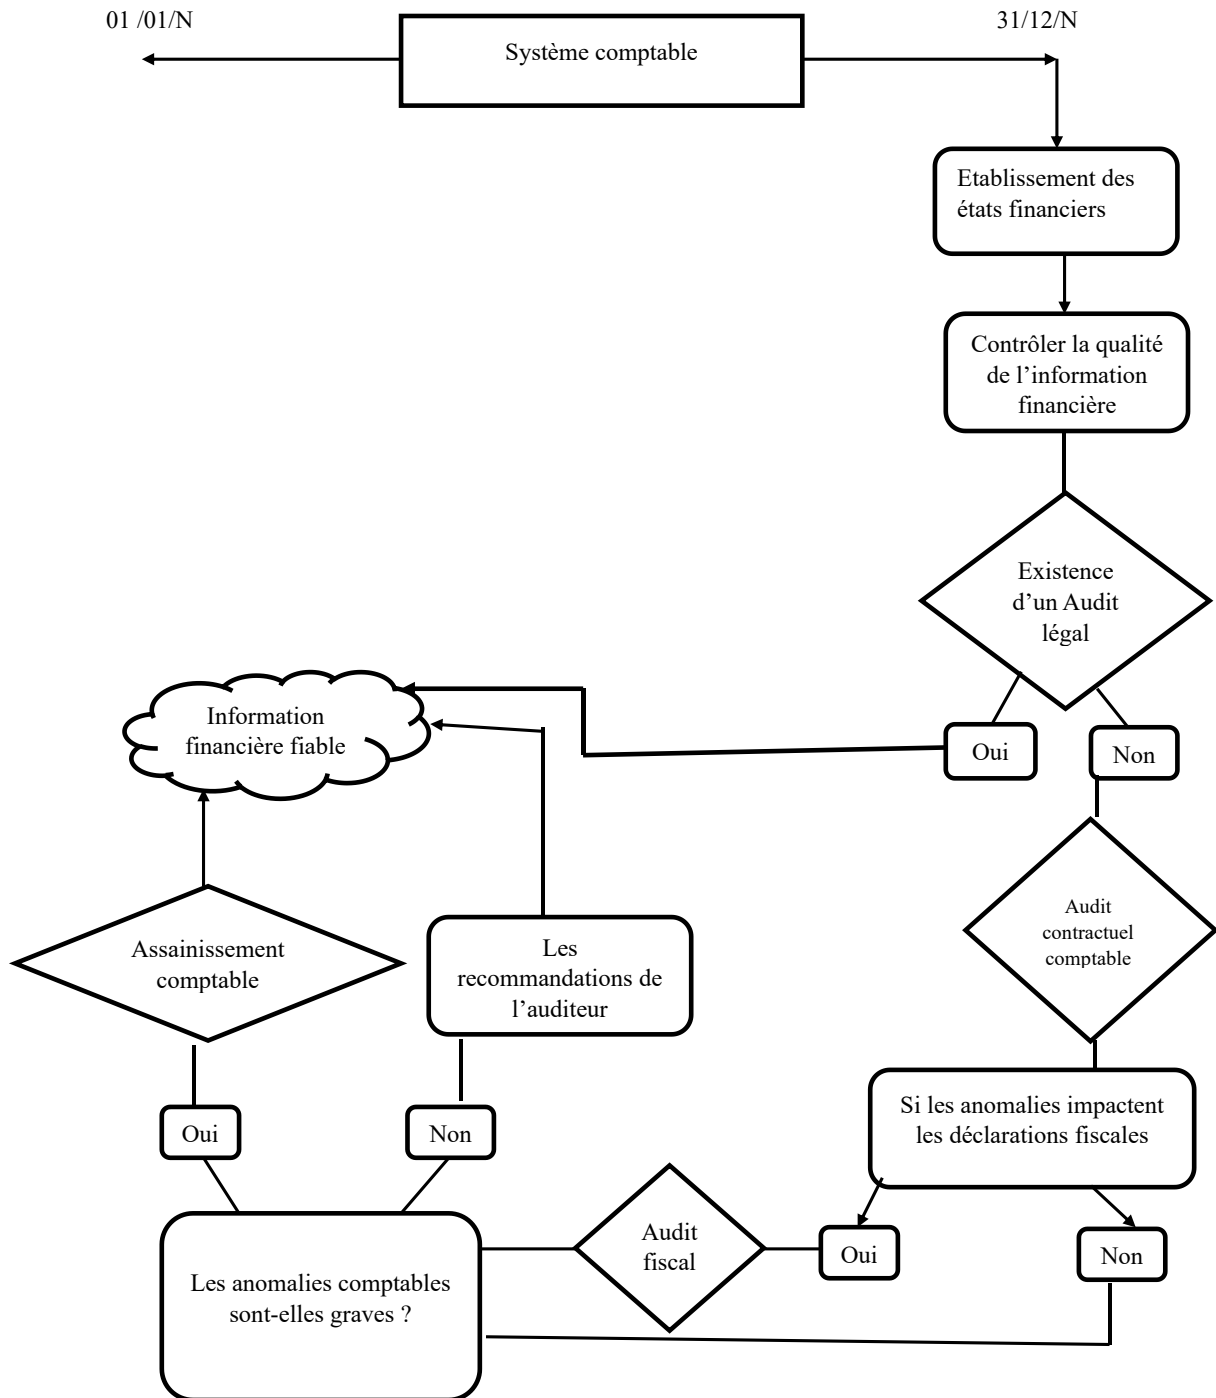 01 /01/N
31/12/N
Système comptable
Etablissement des
états financiers
Contrôler la qualité
de l’information
financière
Existence
d’un Audit
légal
Information
financière fiable
Oui
Non
Audit
contractuel
comptable
Assainissement
comptable
Les
recommandations de
l’auditeur
Si les anomalies impactent
les déclarations fiscales
Oui
Non
Audit
fiscal
Oui
Non
Les anomalies comptables
sont-elles graves ?